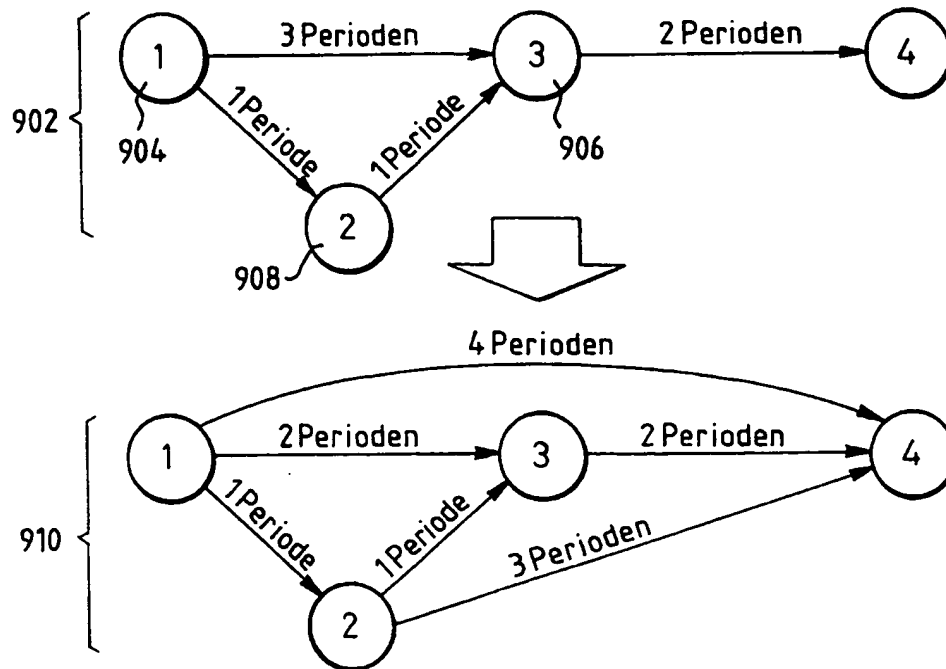 1
3 Perioden
3
2 Perioden
4
902
904
1 Periode
1 Periode
906
2
908
4 Perioden
1
2 Perioden
3
2 Perioden
4
910
1 Periode
1 Periode
3 Perioden
2